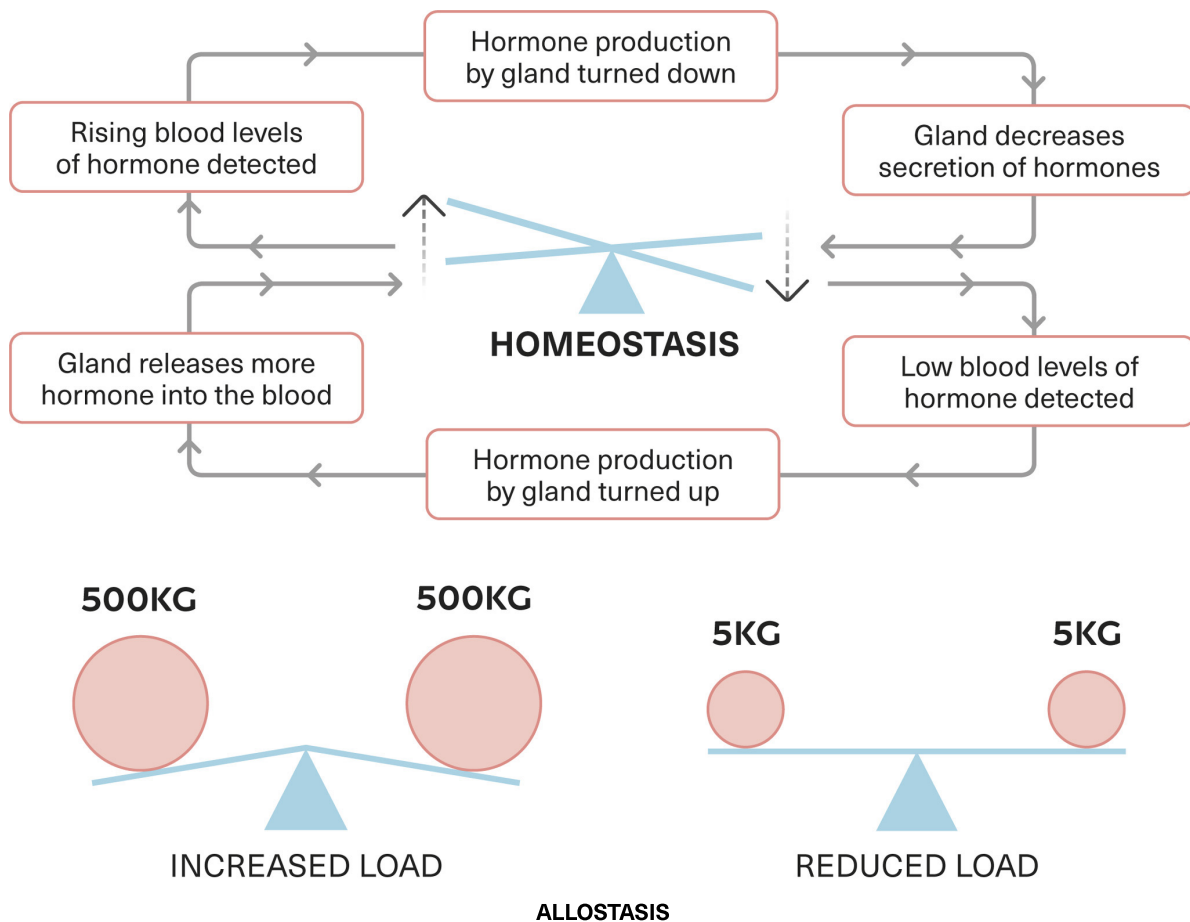 Hormone production
by gland turned down
Rising blood levels
of hormone detected
Gland decreases
secretion of hormones
HOMEOSTASIS
Gland releases more
hormone into the blood
Low blood levels of
hormone detected
Hormone production
by gland turned up
500KG
500KG
5KG
5KG
INCREASED LOAD
REDUCED LOAD
ALLOSTASIS